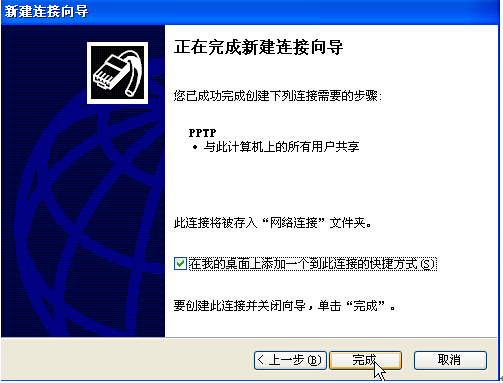 新建连接向导
正在完成新建连接向导
您已成功完成创建下列连接需要的步骤:
PPTP
• 与此计算机上的所有用户共享
此连接将被存入“网络连接”文件夹。
在我的桌面上添加一个到此连接的快捷方式(S)
要创建此连接并关闭向导，单击“完成”。
< 上一步(B) 完成 取消